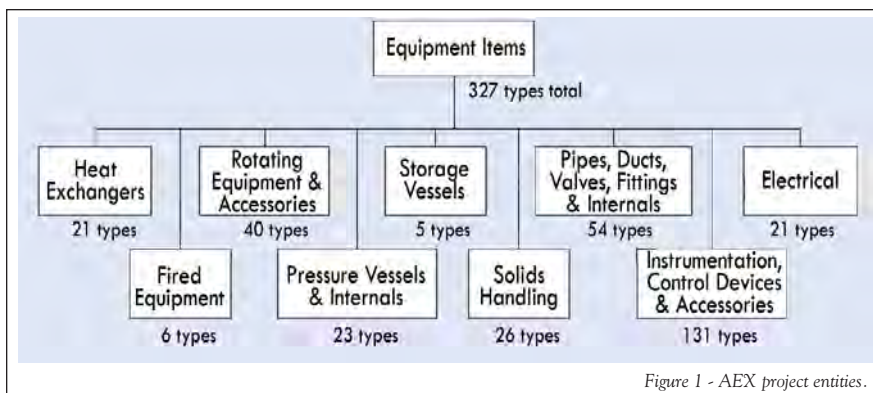 Equipment Items
327 types total
Heat
Exchangers
21 types
Rotating
Equipment &
Accessories
40 types
Storage
Vessels
5 types
Pipes, Ducts,
Valves, Fittings
& Internals
54 types
Electrical
21 types
Fired
Equipment
6 types
Pressure Vessels
& Internals
23 types
Solids
Handling
26 types
Instrumentation,
Control Devices
& Accessories
131 types
Figure 1 - AEX project entities.